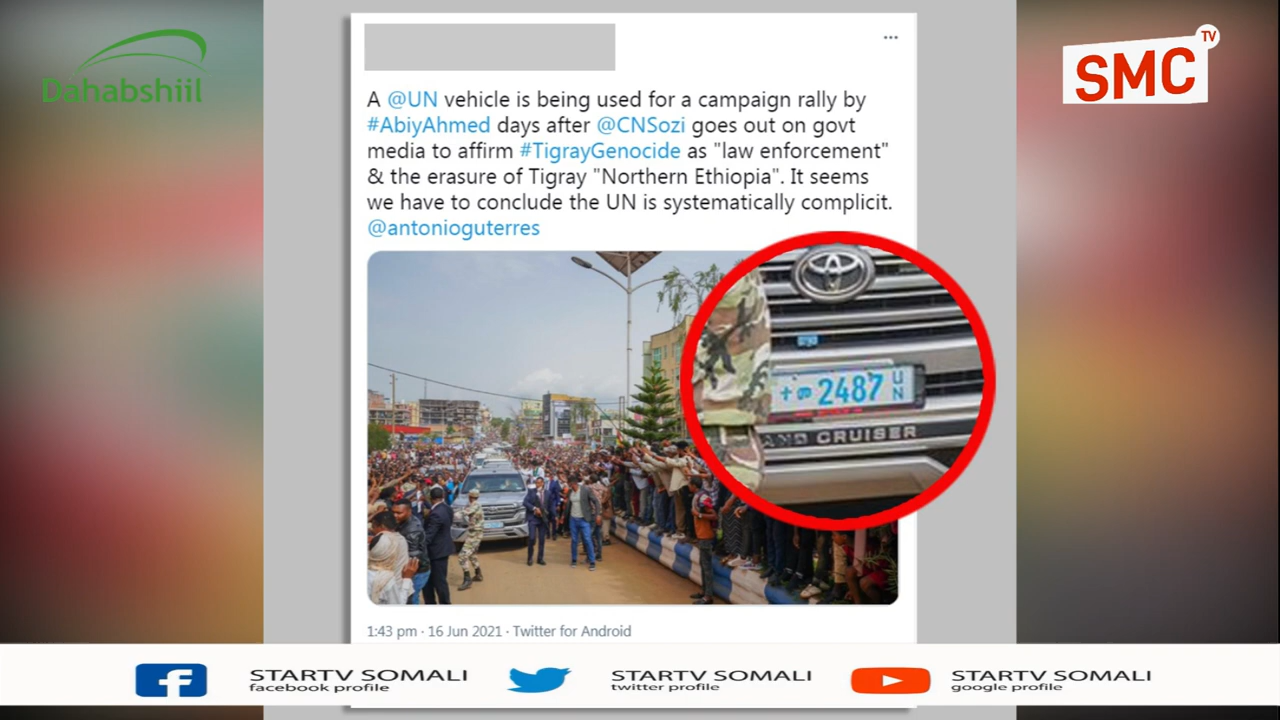 Dahabshiil
SMC
TV
A @UN vehicle is being used for a campaign rally by
#AbiyAhmed days after @CNSozi goes out on govt
media to affirm #TigrayGenocide as "law enforcement"
& the erasure of Tigray "Northern Ethiopia". It seems
we have to conclude the UN is systematically complicit.
@antonioguterres
ተ መ 2487 UN
AND CRUISER
1:43 pm · 16 Jun 2021 · Twitter for Android
STARTV SOMALI
facebook profile
STARTV SOMALI
twitter profile
STARTV SOMALI
google profile